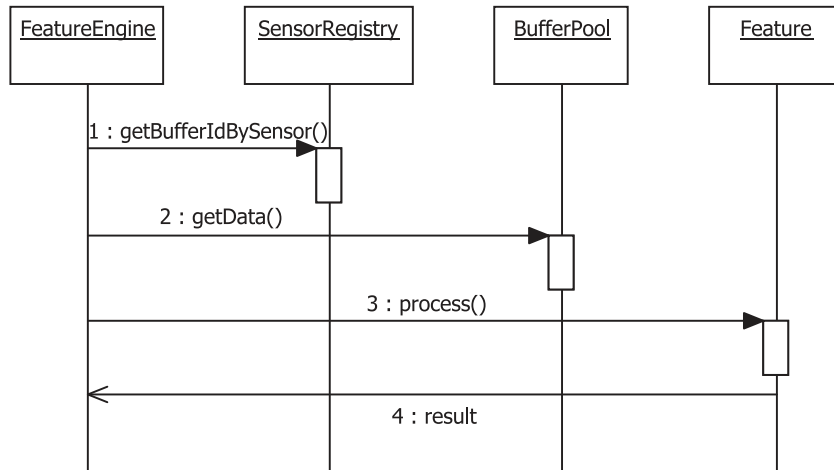 FeatureEngine
SensorRegistry
BufferPool
Feature
1 : getBufferIdBySensor()
2 : getData()
3 : process()
4 : result